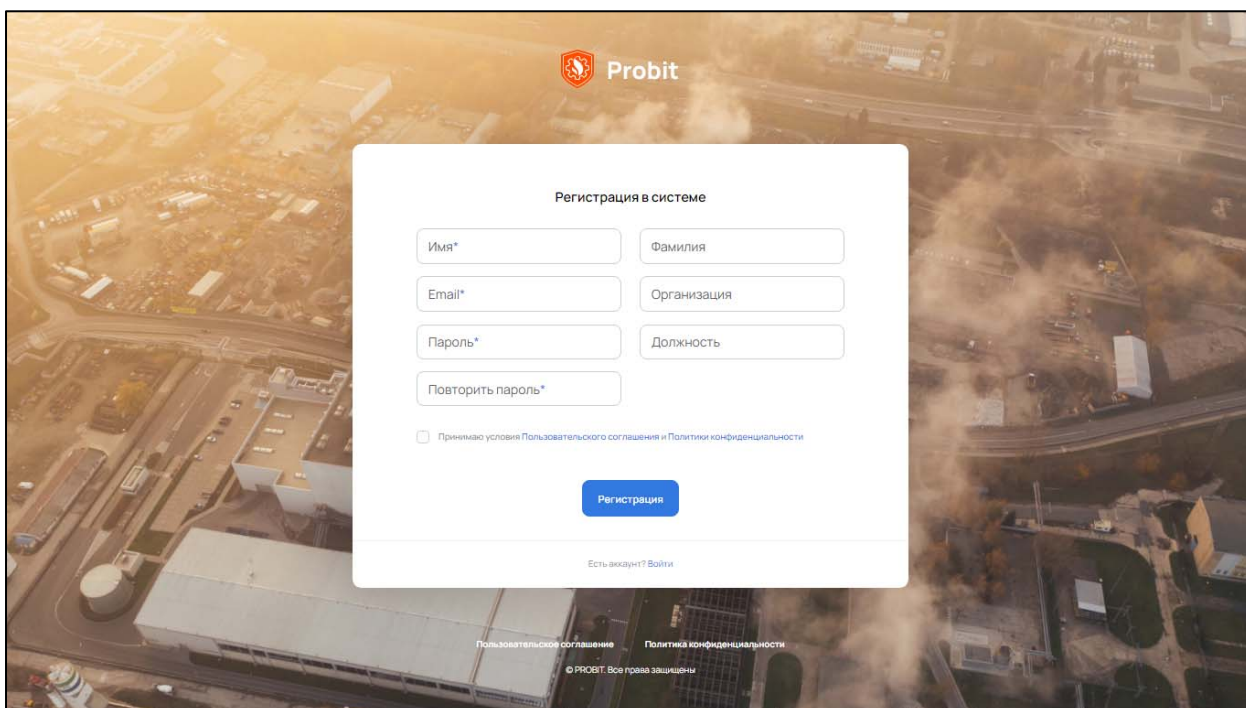 Probit
Регистрация в системе
Имя*
Фамилия
Email*
Организация
Пароль*
Должность
Повторить пароль*
Принимаю условия Пользовательского соглашения и Политики конфиденциальности
Регистрация
Есть аккаунт? Войти
Пользовательское соглашение Политика конфиденциальности
© PROBIT. Все права защищены